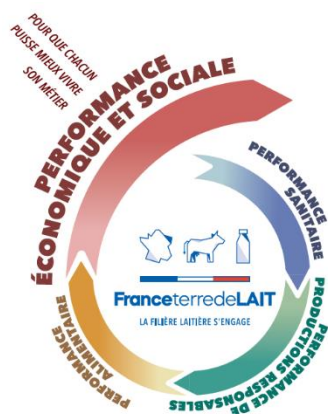 POUR QUE CHACUN
PUISSE MIEUX VIVRE
SON MÉTIER
PERFORMANCE
ÉCONOMIQUE ET SOCIALE
PERFORMANCE
SANITAIRE
FranceterredeLAIT
LA FILIÈRE LAITIÈRE S'ENGAGE
PERFORMANCE
ALIMENTAIRE
PERFORMANCE DE
PRODUCTIONS RESPONSABLES